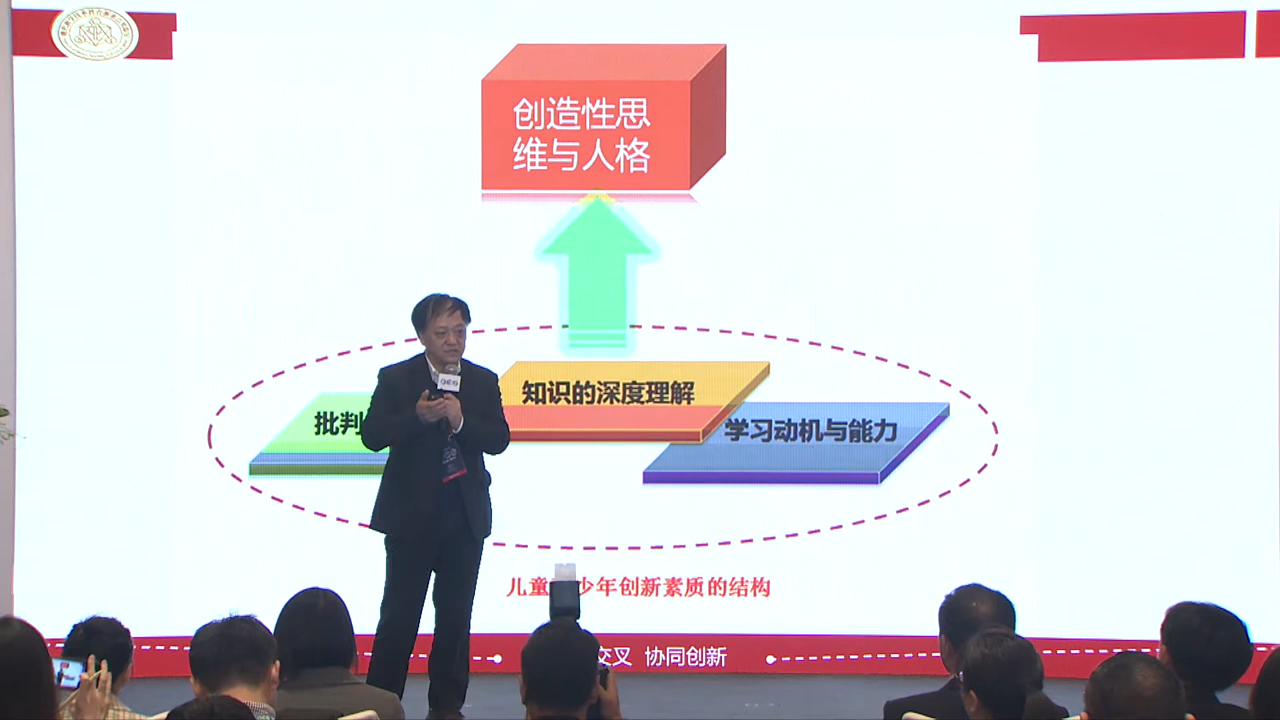 创造性思
维与人格
知识的深度理解
批判
学习动机与能力
儿童 少年创新素质的结构
交叉 协同创新